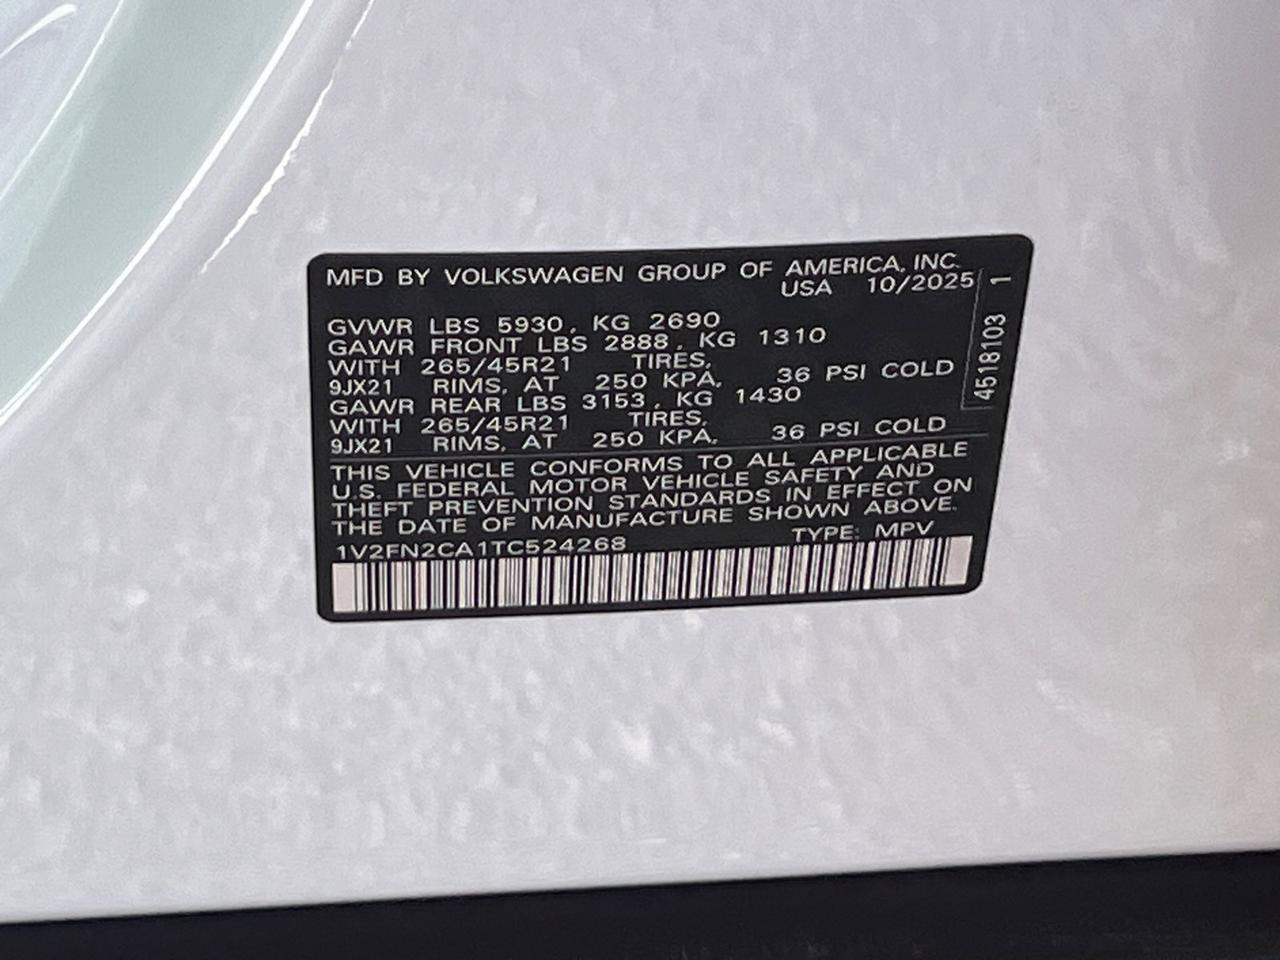 MFD BY VOLKSWAGEN GROUP OF AMERICA, INC.
USA 10/2025
GVWR LBS 5930, KG 2690
GAWR FRONT LBS 2888, KG 1310
WITH 265/45R21 TIRES,
9JX21 RIMS, AT 250 KPA, 36 PSI COLD
GAWR REAR LBS 3153, KG 1430
WITH 265/45R21 TIRES,
9JX21 RIMS, AT 250 KPA, 36 PSI COLD
THIS VEHICLE CONFORMS TO ALL APPLICABLE
U.S. FEDERAL MOTOR VEHICLE SAFETY AND
THEFT PREVENTION STANDARDS IN EFFECT ON
THE DATE OF MANUFACTURE SHOWN ABOVE.
1V2FN2CA1TC524268 TYPE: MPV
4518103 1